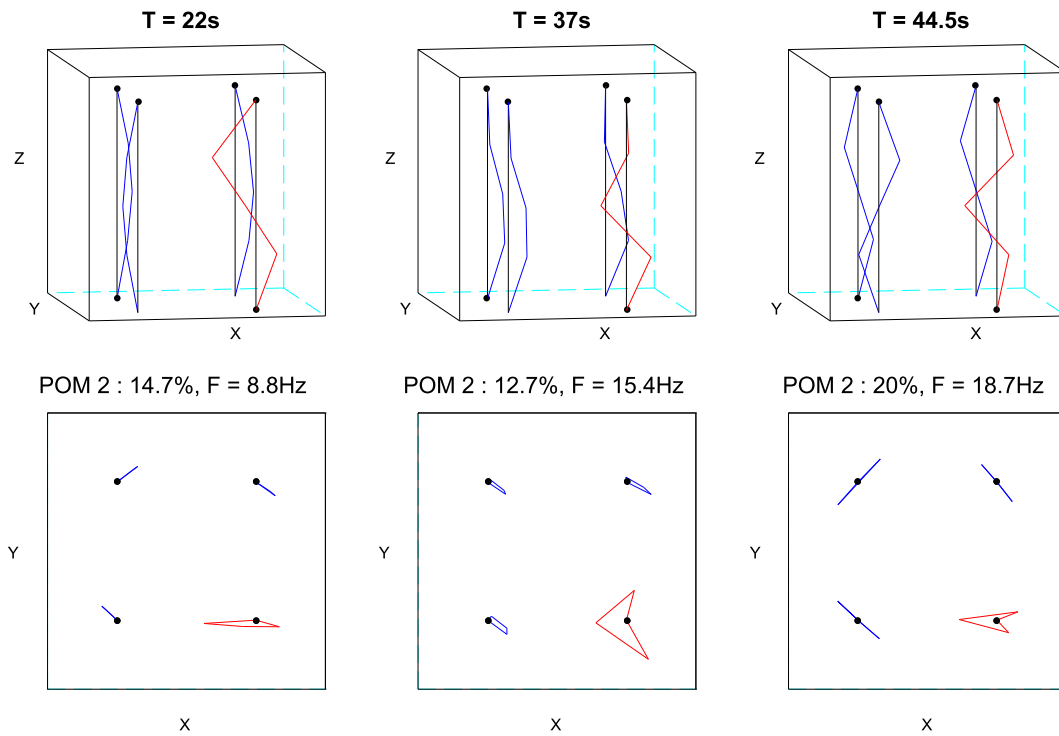 T = 22s
T = 37s
T = 44.5s
Z
Z
Z
Y
Y
Y
X
X
X
POM 2 : 14.7%, F = 8.8Hz
POM 2 : 12.7%, F = 15.4Hz
POM 2 : 20%, F = 18.7Hz
Y
Y
Y
X
X
X